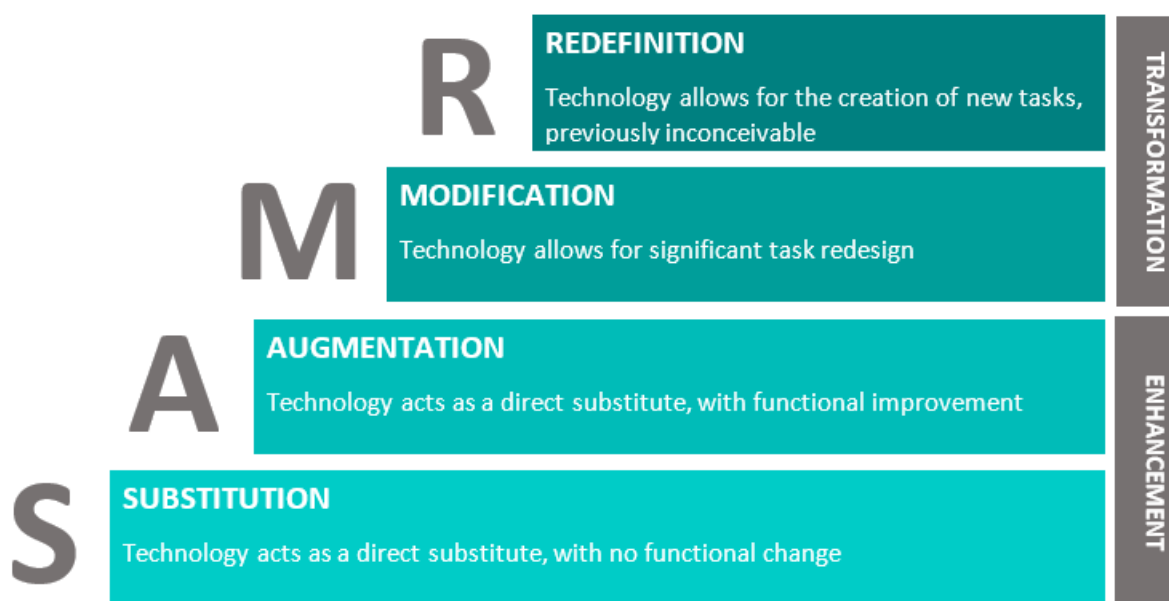 R
REDEFINITION
Technology allows for the creation of new tasks,
previously inconceivable
M
MODIFICATION
Technology allows for significant task redesign
TRANSFORMATION
A
AUGMENTATION
Technology acts as a direct substitute, with functional improvement
S
SUBSTITUTION
Technology acts as a direct substitute, with no functional change
ENHANCEMENT